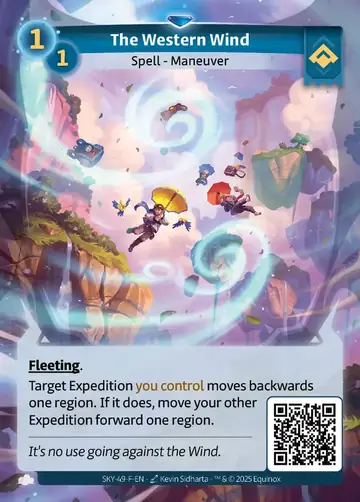 1
1
The Western Wind
Spell - Maneuver
Fleeting.
Target Expedition you control moves backwards
one region. If it does, move your other
Expedition forward one region.
It's no use going against the Wind.
SKY-49-F-EN - Kevin Sidharta - ™ & © 2025 Equinox